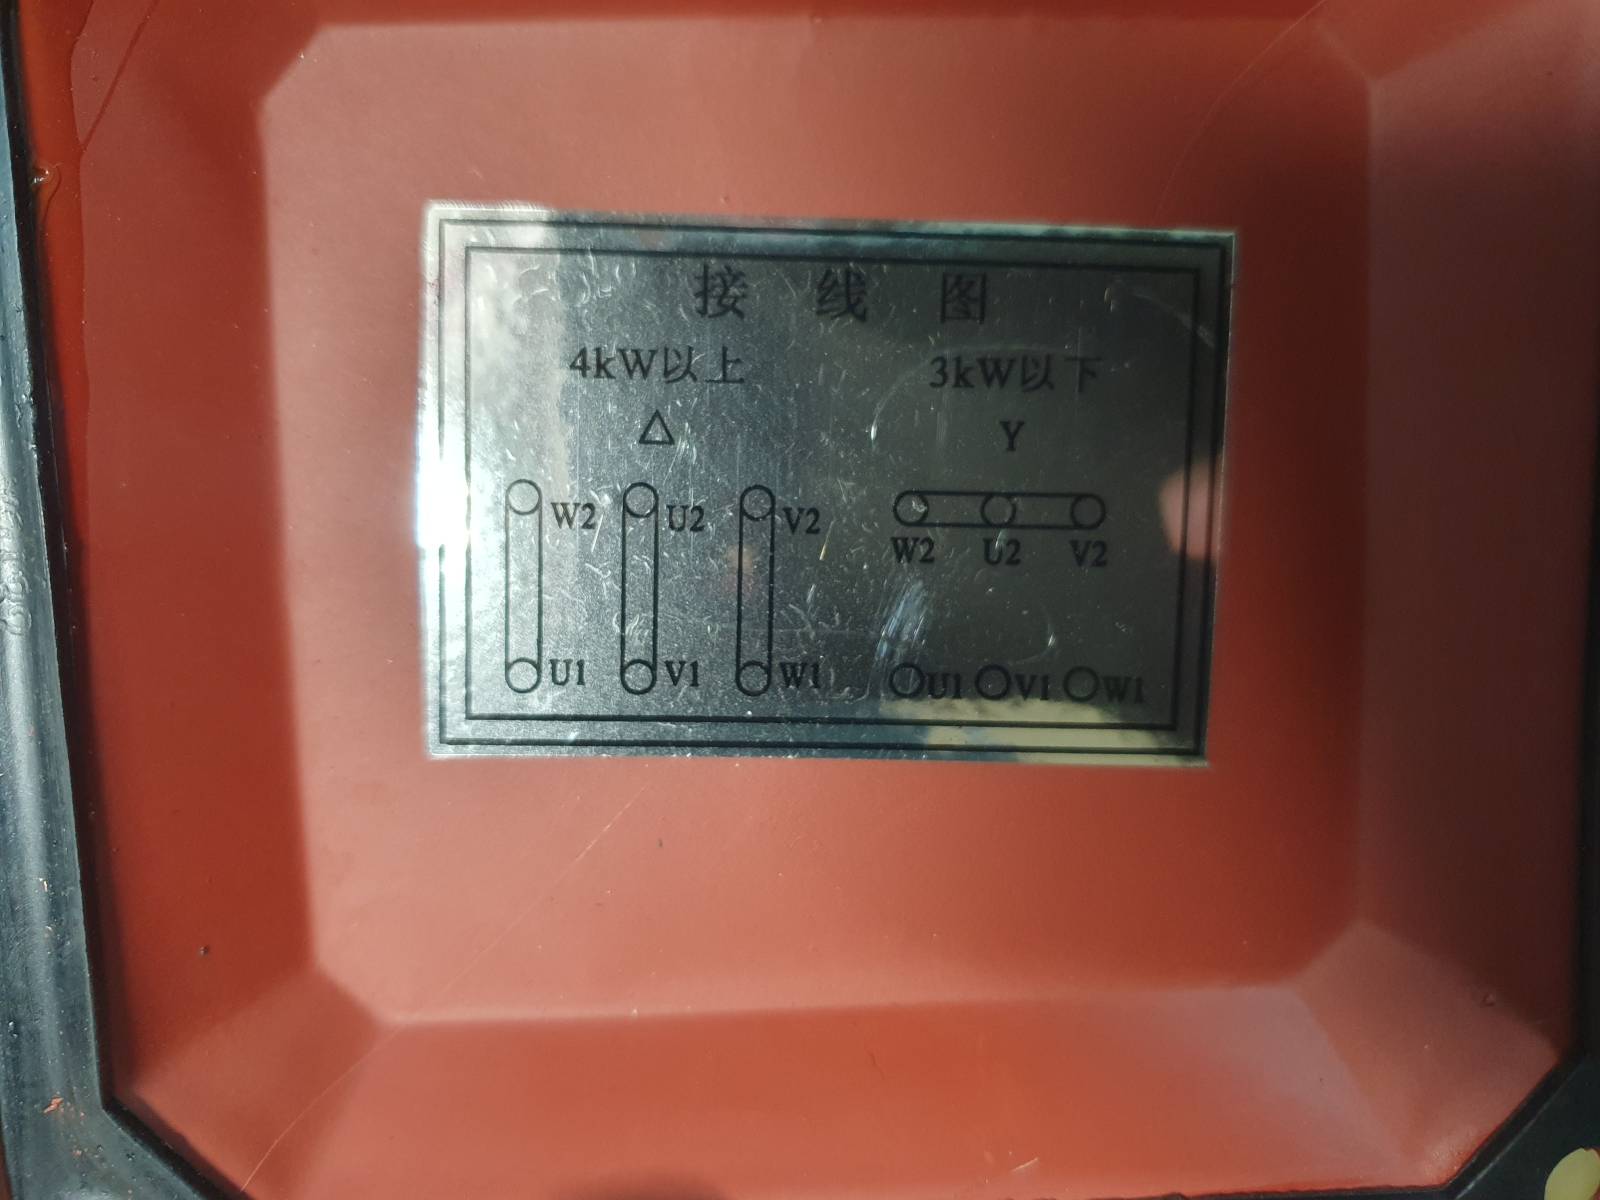 接线图
4kW以上 3kW以下
△ Y
W2 U2 V2 W2 U2 V2
U1 V1 W1 U1 V1 W1